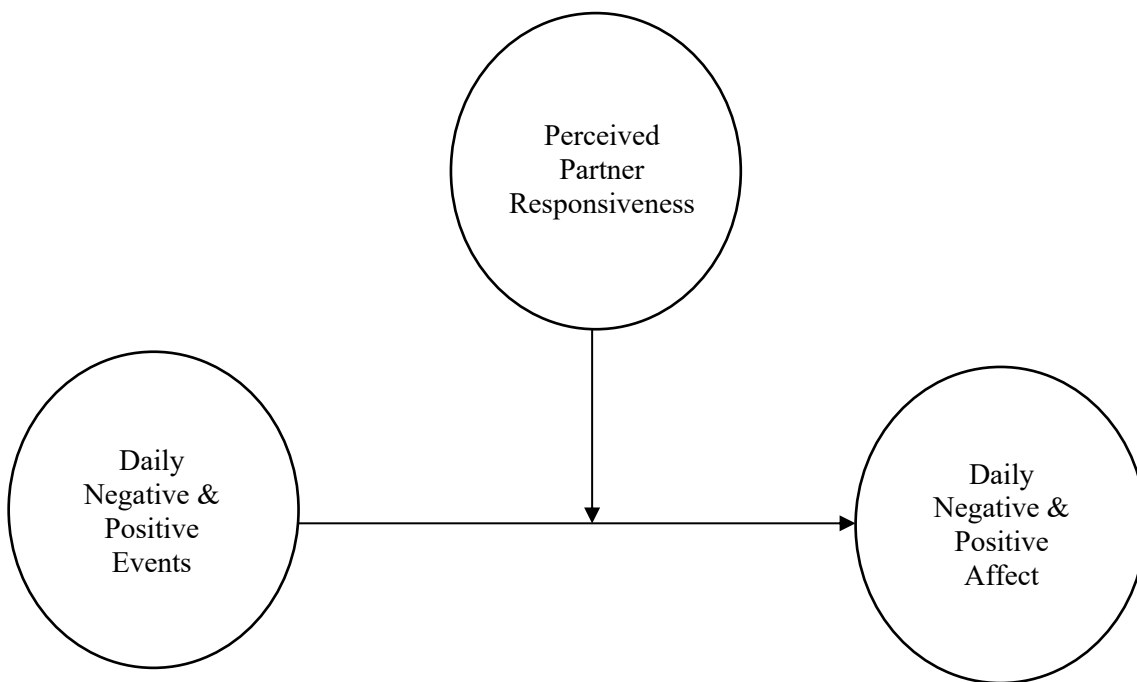 Perceived
Partner
Responsiveness
Daily
Negative &
Positive
Events
Daily
Negative &
Positive
Affect